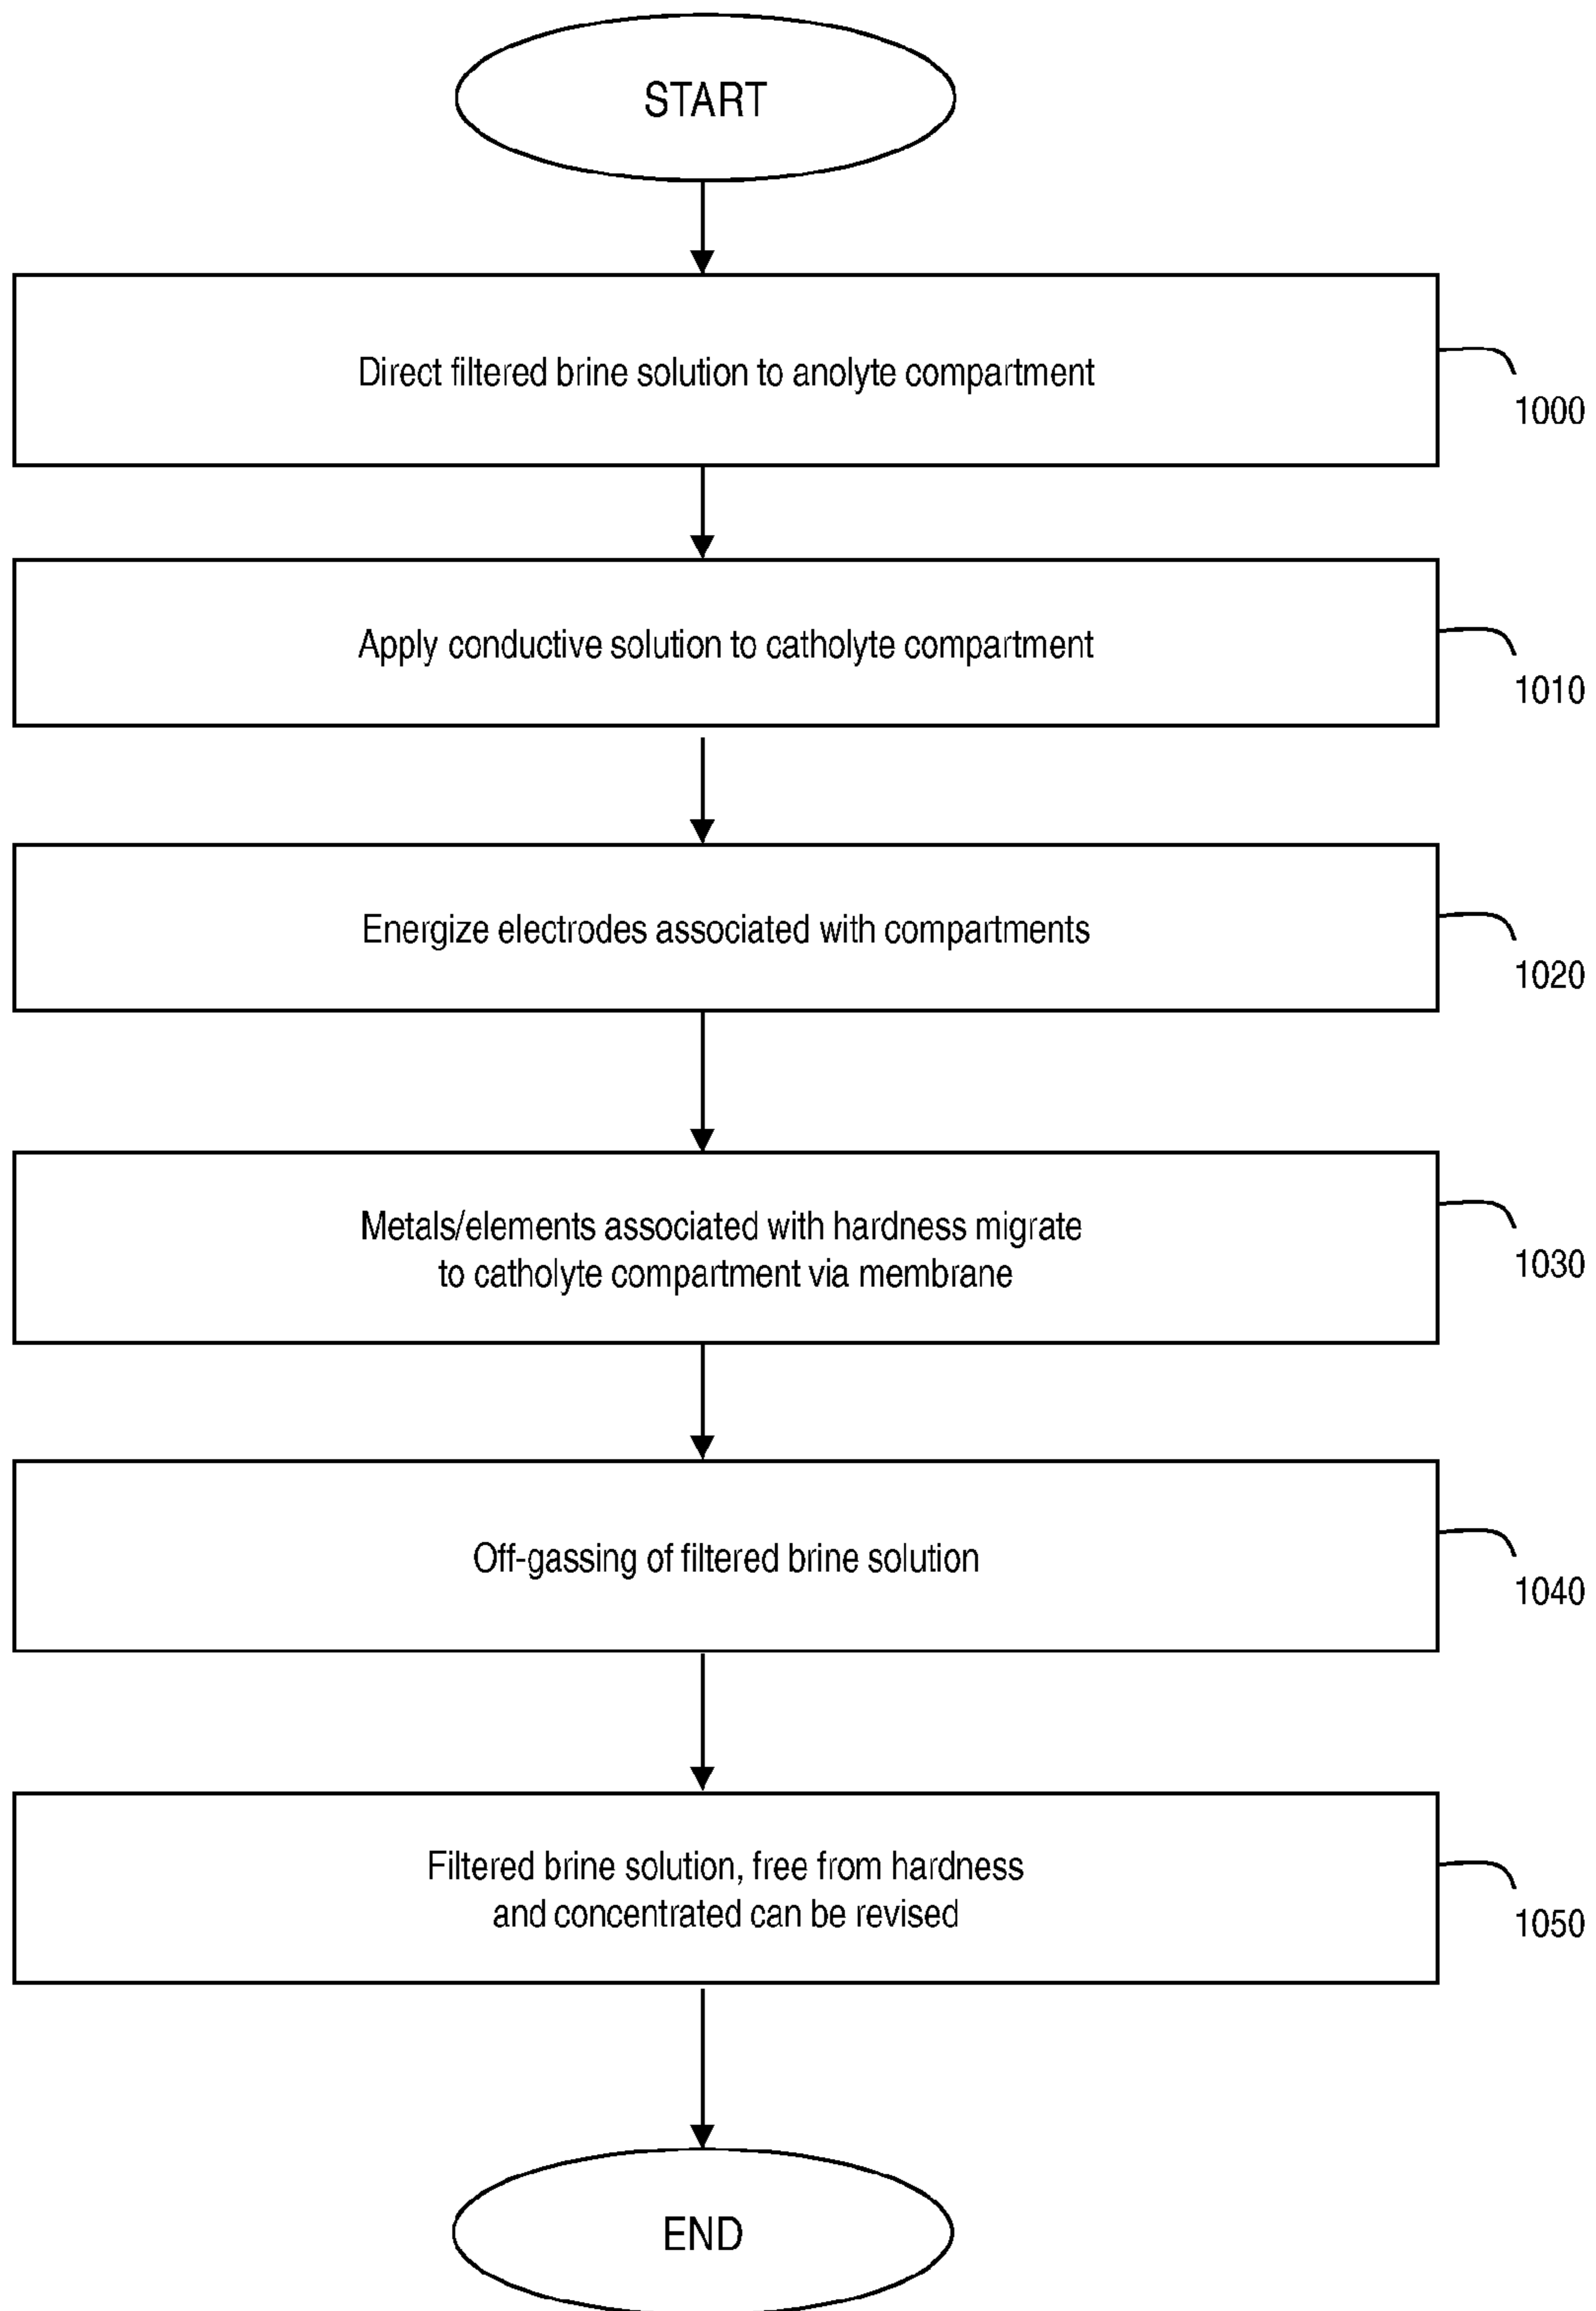 START
Direct filtered brine solution to anolyte compartment
1000
Apply conductive solution to catholyte compartment
1010
Energize electrodes associated with compartments
1020
Metals/elements associated with hardness migrate
to catholyte compartment via membrane
1030
Off-gassing of filtered brine solution
1040
Filtered brine solution, free from hardness
and concentrated can be revised
1050
END